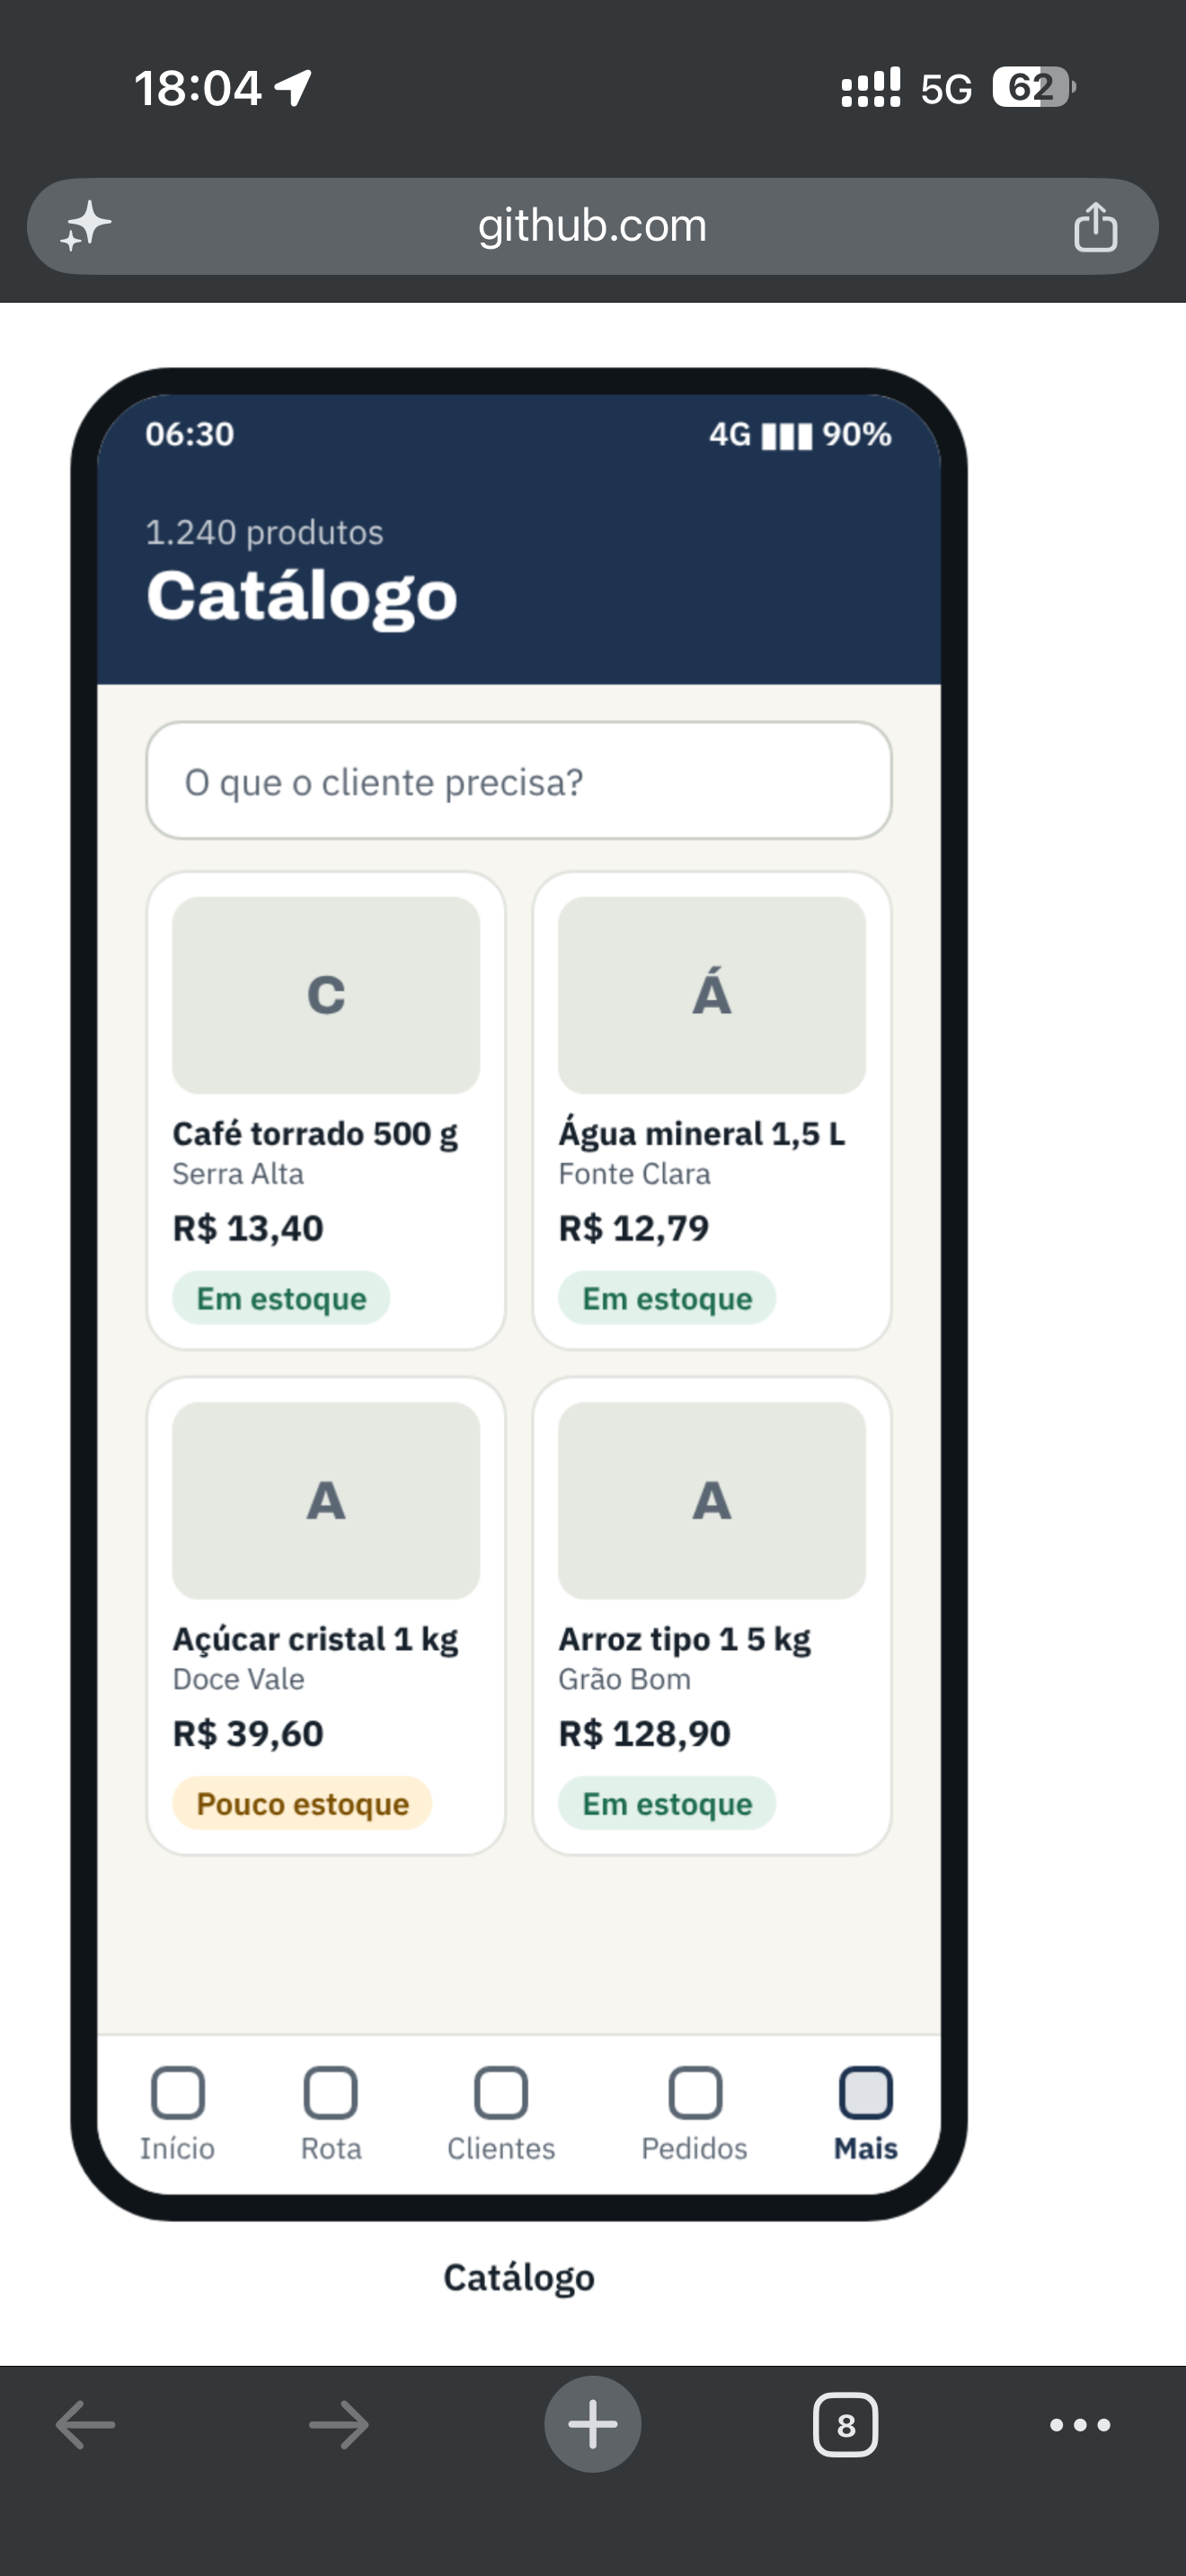 18:04
5G
62
github.com
06:30
4G
90%
1.240 produtos
Catálogo
O que o cliente precisa?
C
Café torrado 500 g
Serra Alta
R$ 13,40
Em estoque
Á
Água mineral 1,5 L
Fonte Clara
R$ 12,79
Em estoque
A
Açúcar cristal 1 kg
Doce Vale
R$ 39,60
Pouco estoque
A
Arroz tipo 1 5 kg
Grão Bom
R$ 128,90
Em estoque
Início
Rota
Clientes
Pedidos
Mais
Catálogo
8